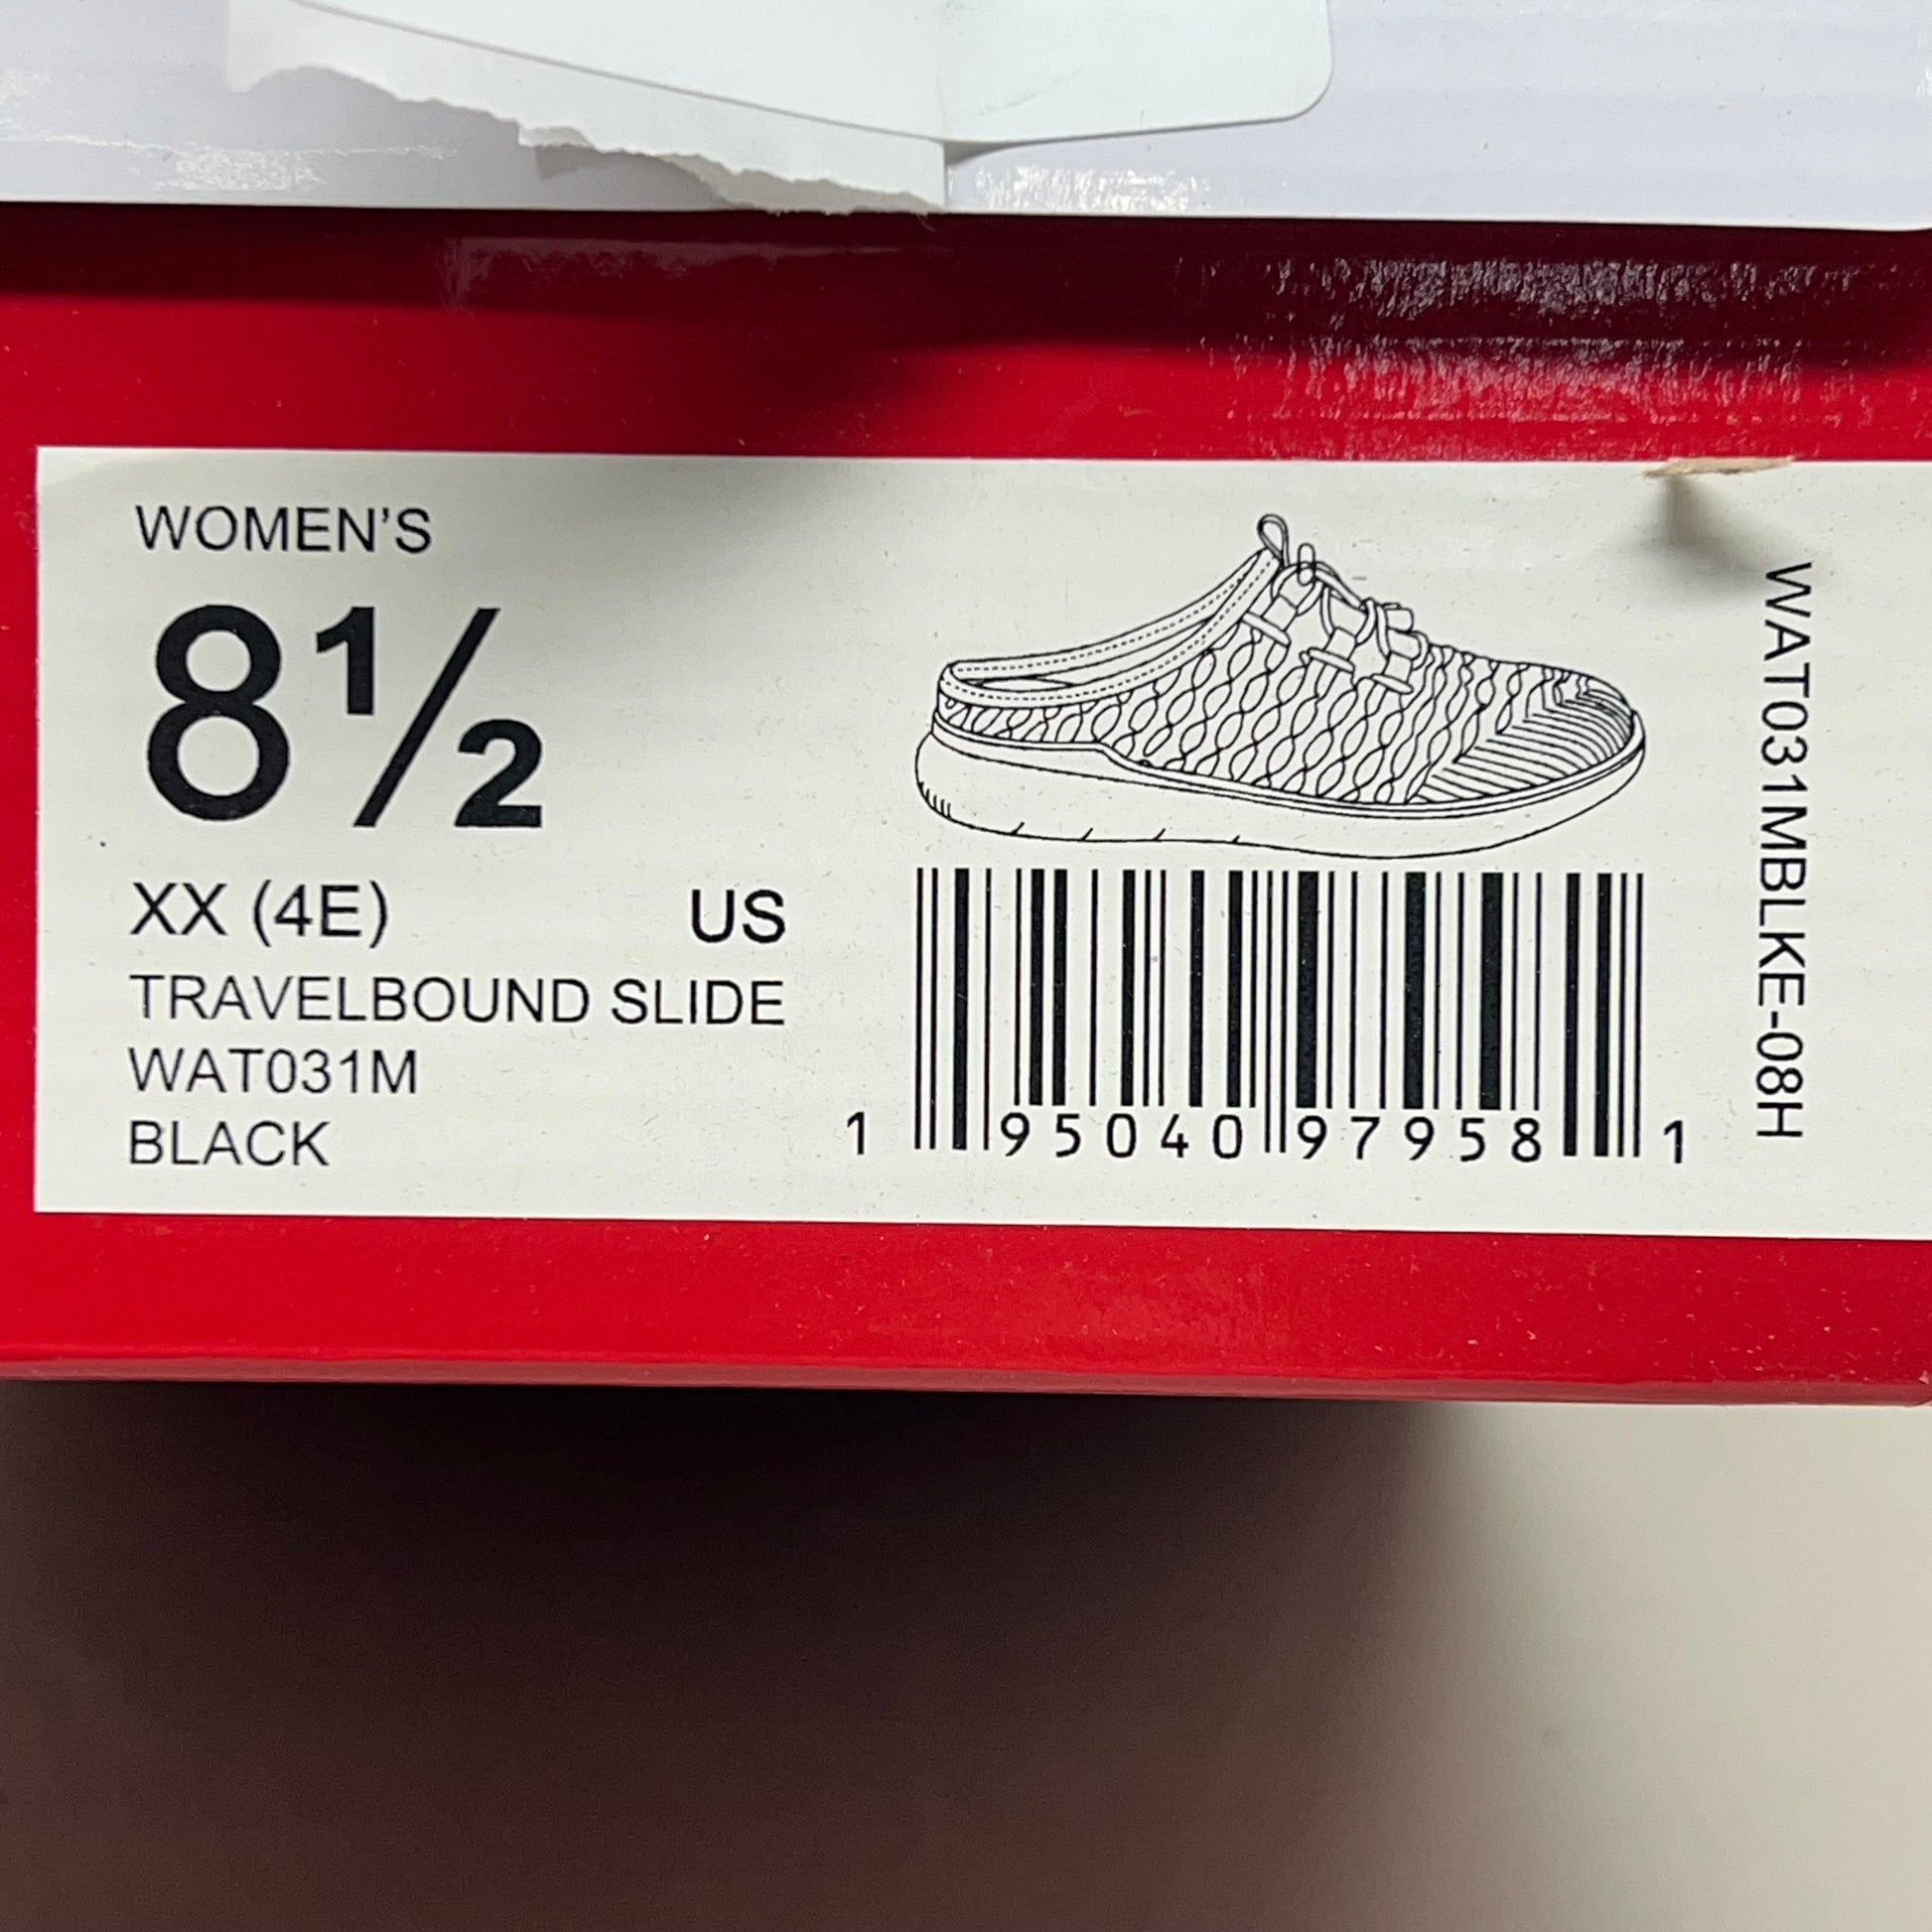 WOMEN'S
8½
XX (4E) US
TRAVELBOUND SLIDE
WAT031M
BLACK
1 95040 97958 1
WAT031MBLKE-08H